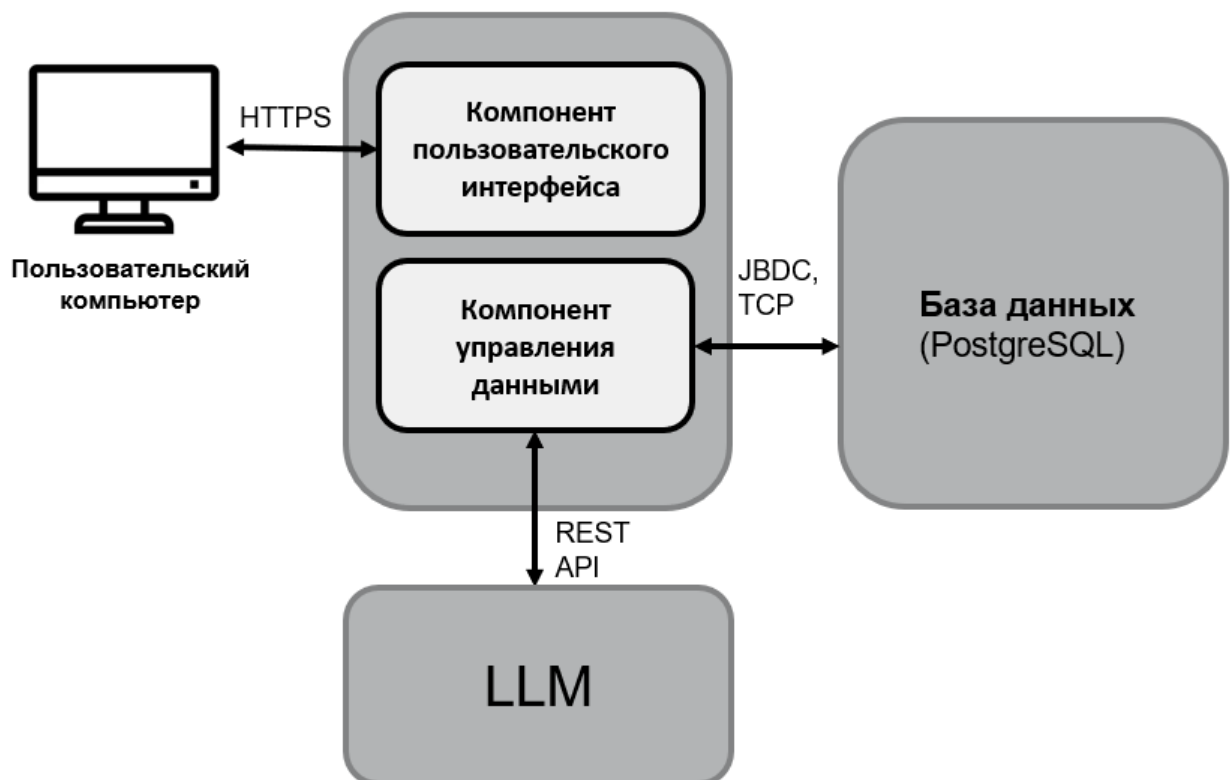 HTTPS
Пользовательский
компьютер
Компонент
пользовательского
интерфейса
Компонент
управления
данными
JBDC,
TCP
База данных
(PostgreSQL)
REST
API
LLM